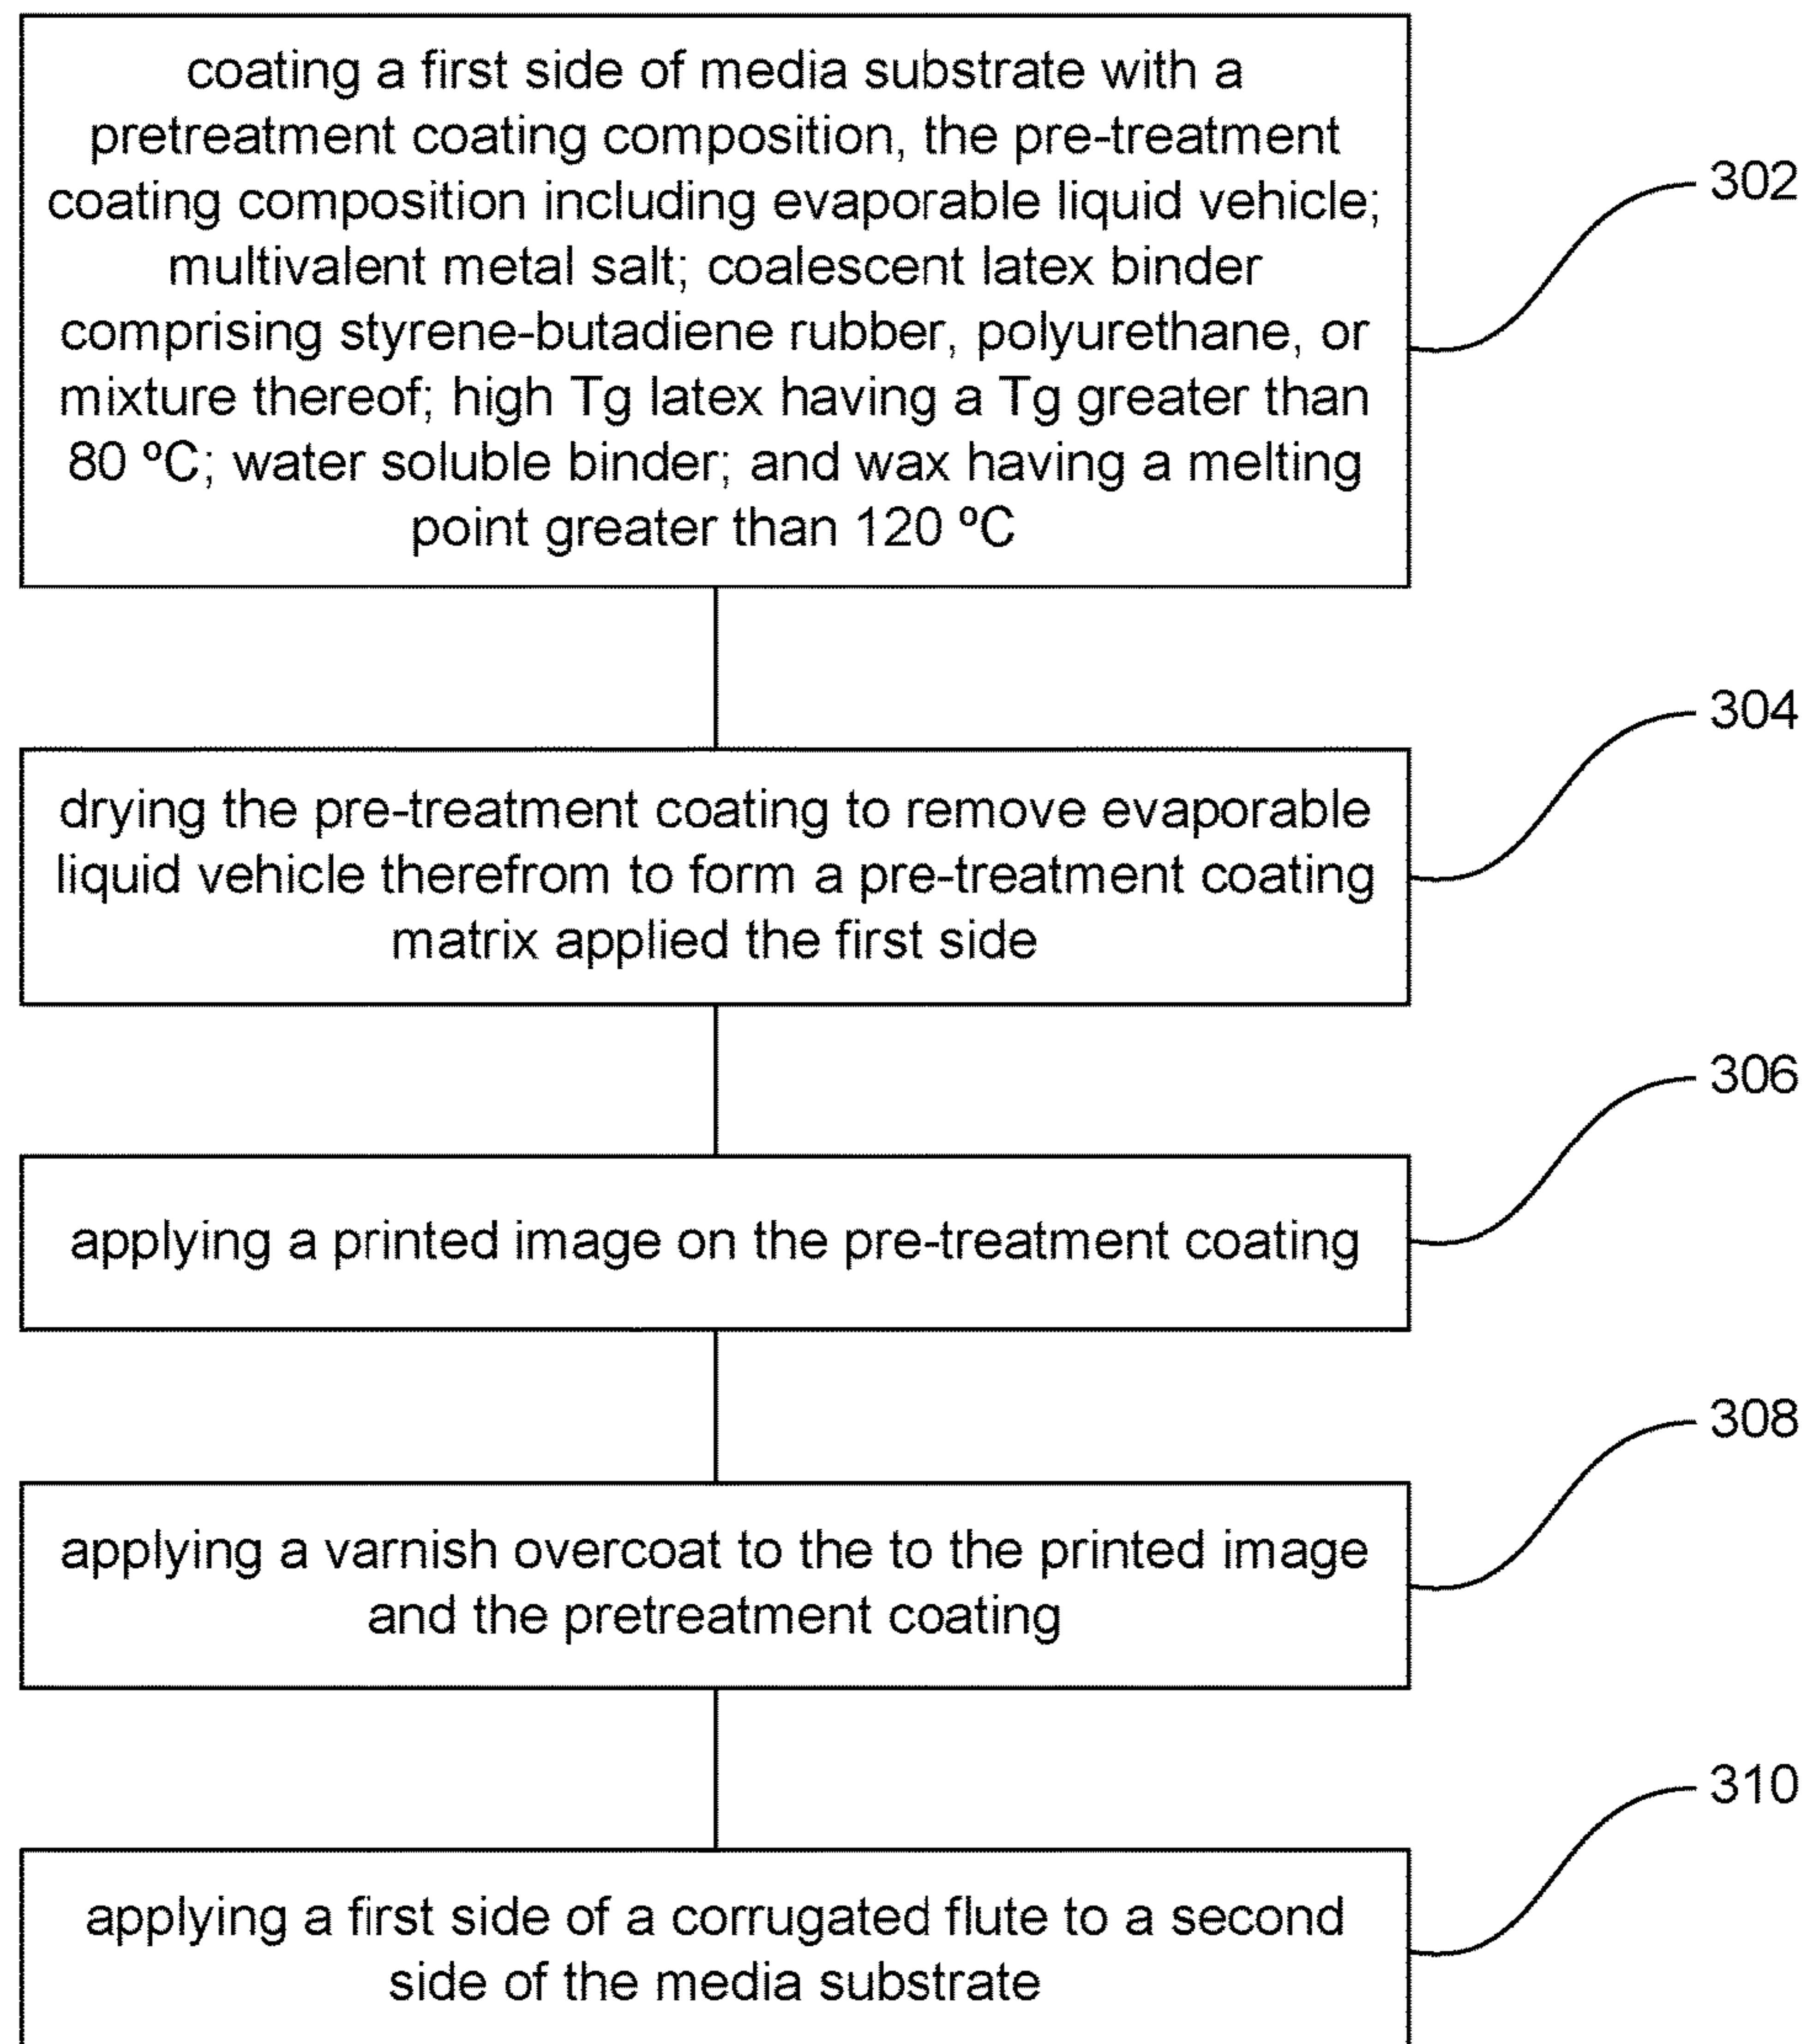 coating a first side of media substrate with a
pretreatment coating composition, the pre-treatment
coating composition including evaporable liquid vehicle;
multivalent metal salt; coalescent latex binder
comprising styrene-butadiene rubber, polyurethane, or
mixture thereof; high Tg latex having a Tg greater than
80 ºC; water soluble binder; and wax having a melting
point greater than 120 ºC
302
drying the pre-treatment coating to remove evaporable
liquid vehicle therefrom to form a pre-treatment coating
matrix applied the first side
304
applying a printed image on the pre-treatment coating
306
applying a varnish overcoat to the to the printed image
and the pretreatment coating
308
applying a first side of a corrugated flute to a second
side of the media substrate
310